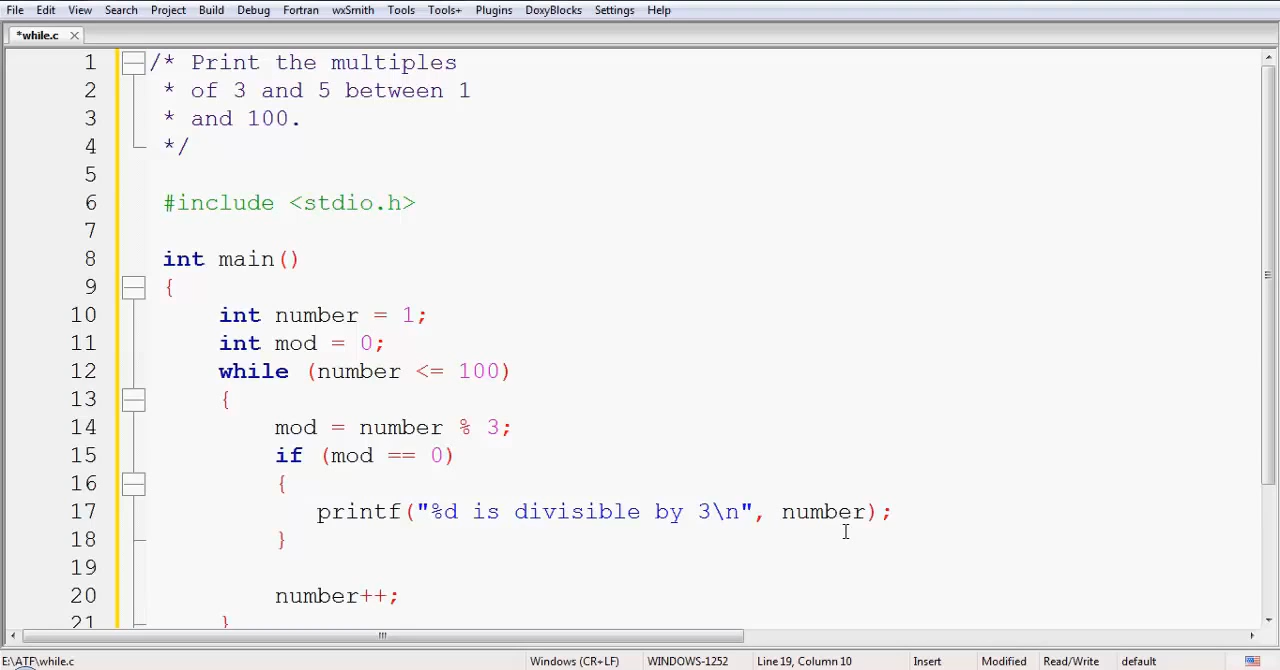 File Edit View Search Project Build Debug Fortran wxSmith Tools Tools+ Plugins DoxyBlocks Settings Help
*while.c
1 /* Print the multiples
2 * of 3 and 5 between 1
3 * and 100.
4 */
5
6 #include <stdio.h>
7
8 int main()
9 {
10 int number = 1;
11 int mod = 0;
12 while (number <= 100)
13 {
14 mod = number % 3;
15 if (mod == 0)
16 {
17 printf("%d is divisible by 3\n", number);
18 }
19
20 number++;
21 }
E:\ATF\while.c Windows (CR+LF) WINDOWS-1252 Line 19, Column 10 Insert Modified Read/Write default